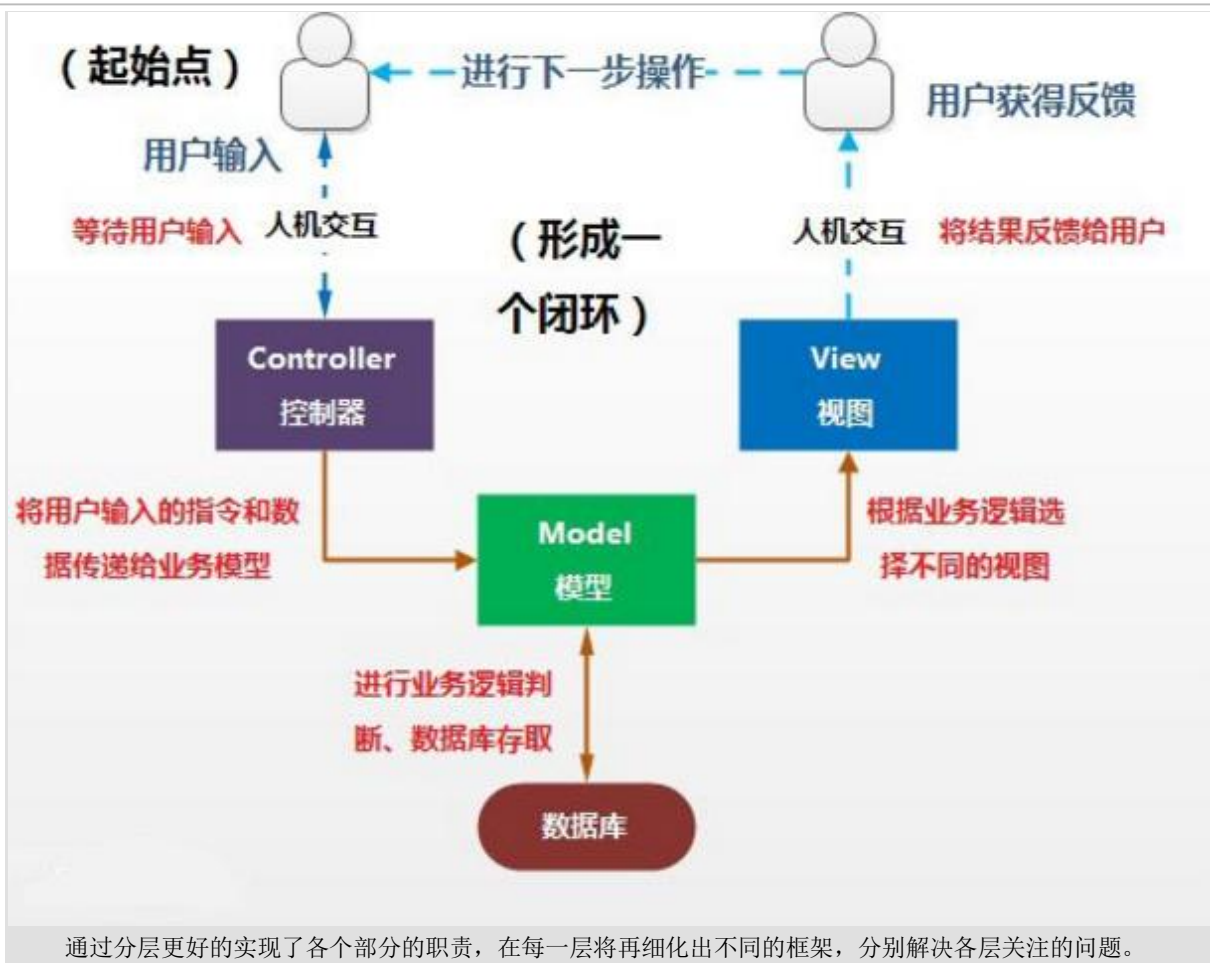 （起始点）
进行下一步操作
用户获得反馈
用户输入
等待用户输入
人机交互
（形成一
个闭环）
人机交互
将结果反馈给用户
Controller
控制器
View
视图
将用户输入的指令和数
据传递给业务模型
Model
模型
根据业务逻辑选
择不同的视图
进行业务逻辑判
断、数据库存取
数据库
通过分层更好的实现了各个部分的职责，在每一层将再细化出不同的框架，分别解决各层关注的问题。